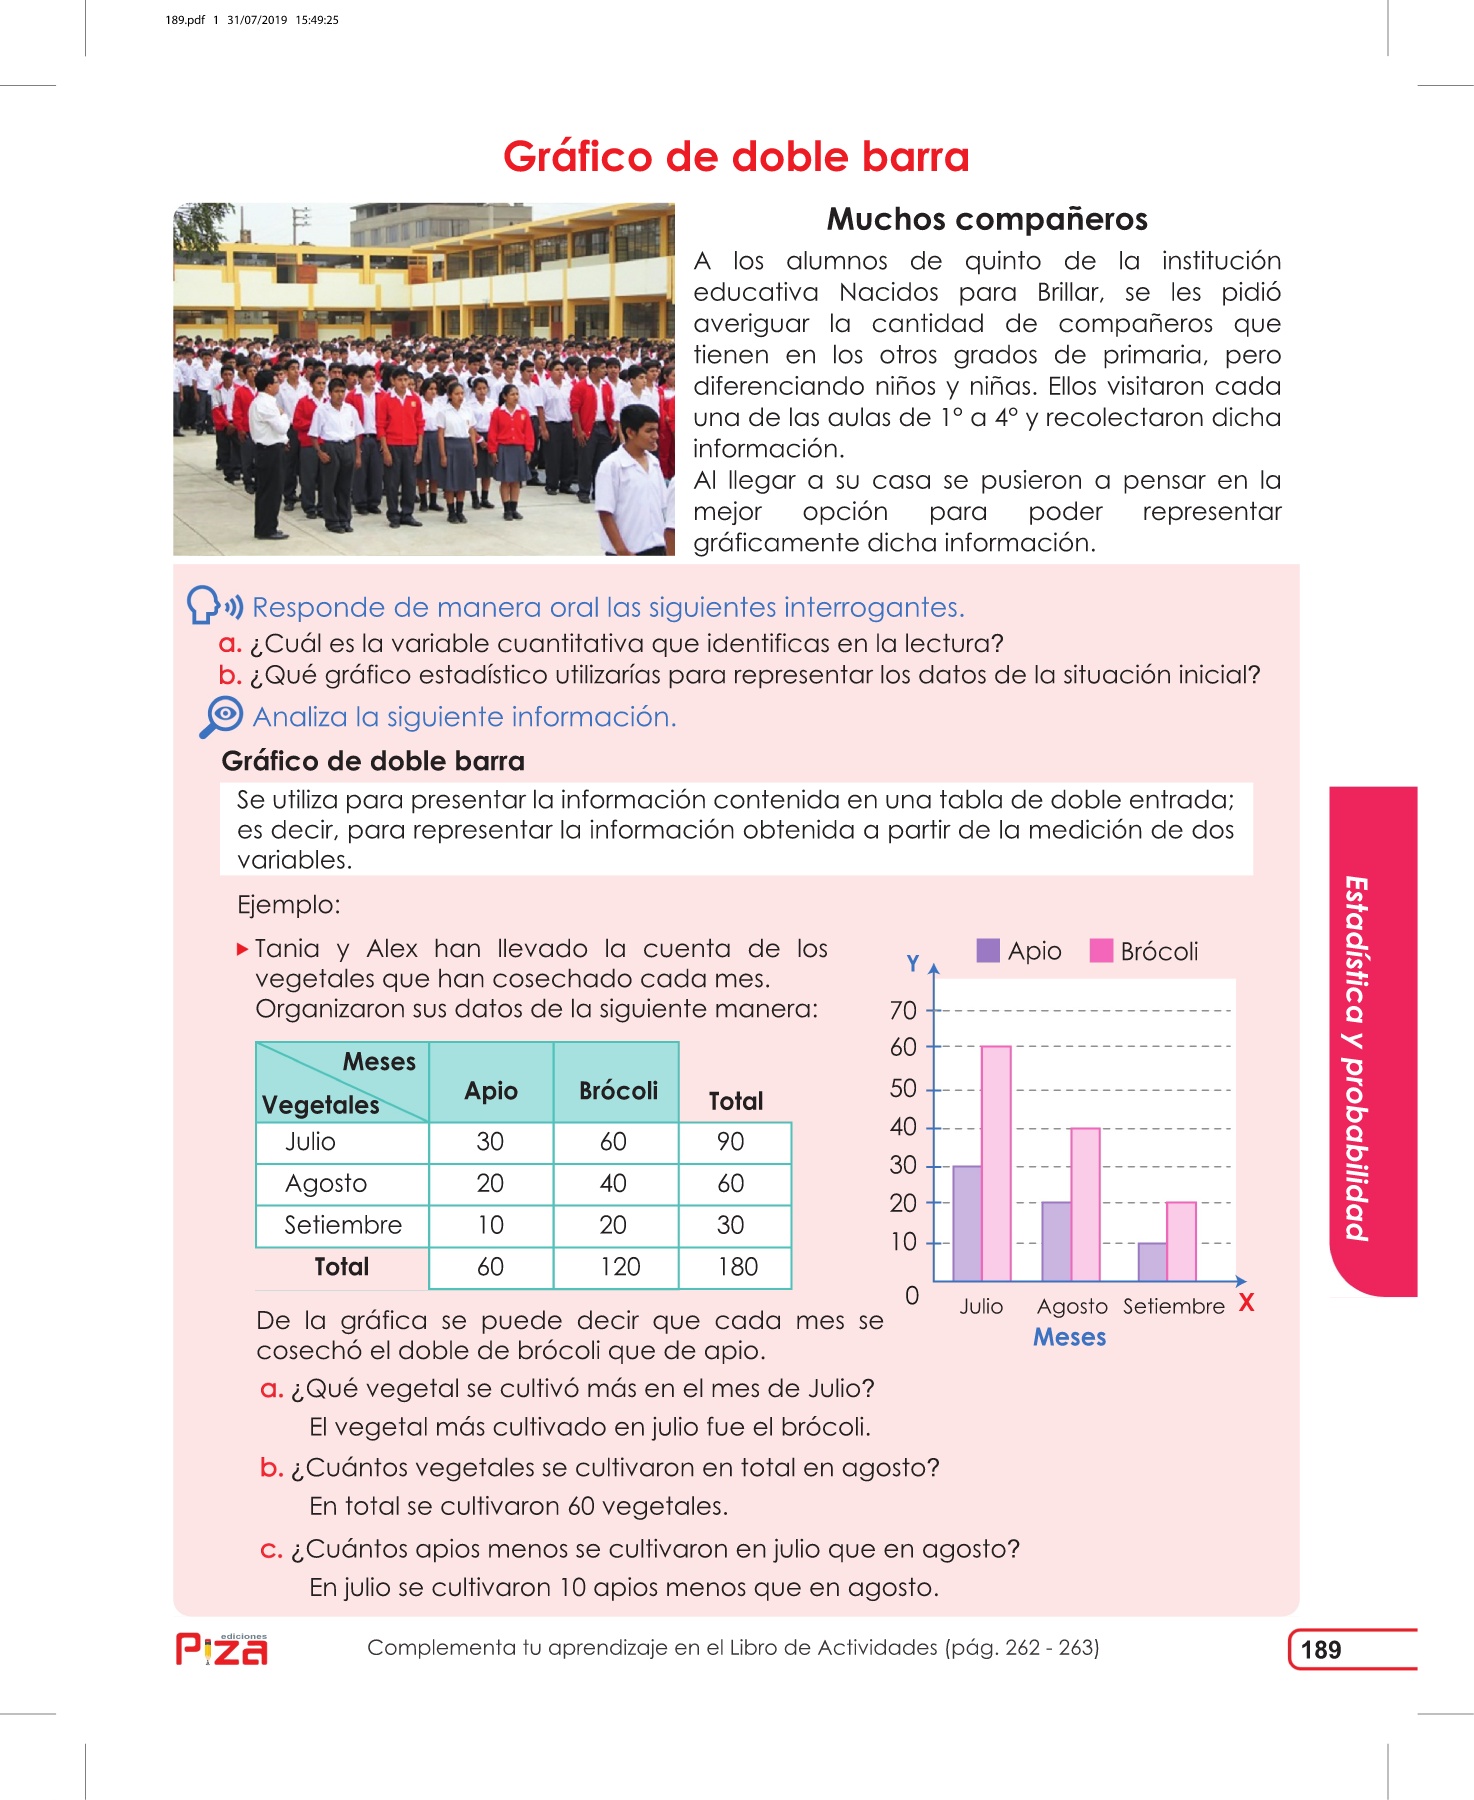 189.pdf 1 31/07/2019 15:49:25
Gráfico de doble barra
Muchos compañeros
A los alumnos de quinto de la institución
educativa Nacidos para Brillar, se les pidió
averiguar la cantidad de compañeros que
tienen en los otros grados de primaria, pero
diferenciando niños y niñas. Ellos visitaron cada
una de las aulas de 1° a 4° y recolectaron dicha
información.
Al llegar a su casa se pusieron a pensar en la
mejor opción para poder representar
gráficamente dicha información.
Responde de manera oral las siguientes interrogantes.
a. ¿Cuál es la variable cuantitativa que identificas en la lectura?
b. ¿Qué gráfico estadístico utilizarías para representar los datos de la situación inicial?
Analiza la siguiente información.
Gráfico de doble barra
Se utiliza para presentar la información contenida en una tabla de doble entrada;
es decir, para representar la información obtenida a partir de la medición de dos
variables.
Ejemplo:
Tania y Alex han llevado la cuenta de los
vegetales que han cosechado cada mes.
Organizaron sus datos de la siguiente manera:
Meses
Vegetales
Apio Brócoli Total
Julio 30 60 90
Agosto 20 40 60
Setiembre 10 20 30
Total 60 120 180
Apio Brócoli
Y
70
60
50
40
30
20
10
0
Julio Agosto Setiembre X
Meses
De la gráfica se puede decir que cada mes se
cosechó el doble de brócoli que de apio.
a. ¿Qué vegetal se cultivó más en el mes de Julio?
El vegetal más cultivado en julio fue el brócoli.
b. ¿Cuántos vegetales se cultivaron en total en agosto?
En total se cultivaron 60 vegetales.
c. ¿Cuántos apios menos se cultivaron en julio que en agosto?
En julio se cultivaron 10 apios menos que en agosto.
Estadística y probabilidad
ediciones
Piza
Complementa tu aprendizaje en el Libro de Actividades (pág. 262 - 263)
189